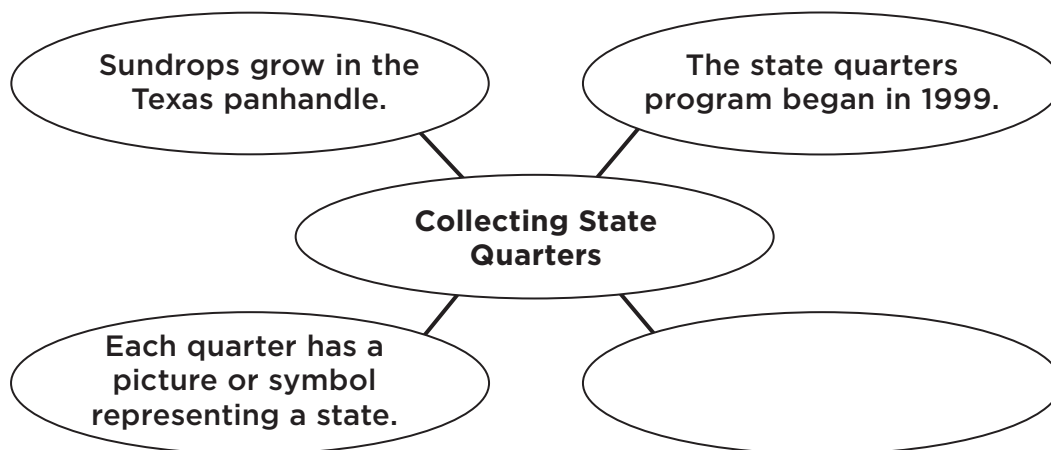 Sundrops grow in the
Texas panhandle.
The state quarters
program began in 1999.
Collecting State
Quarters
Each quarter has a
picture or symbol
representing a state.